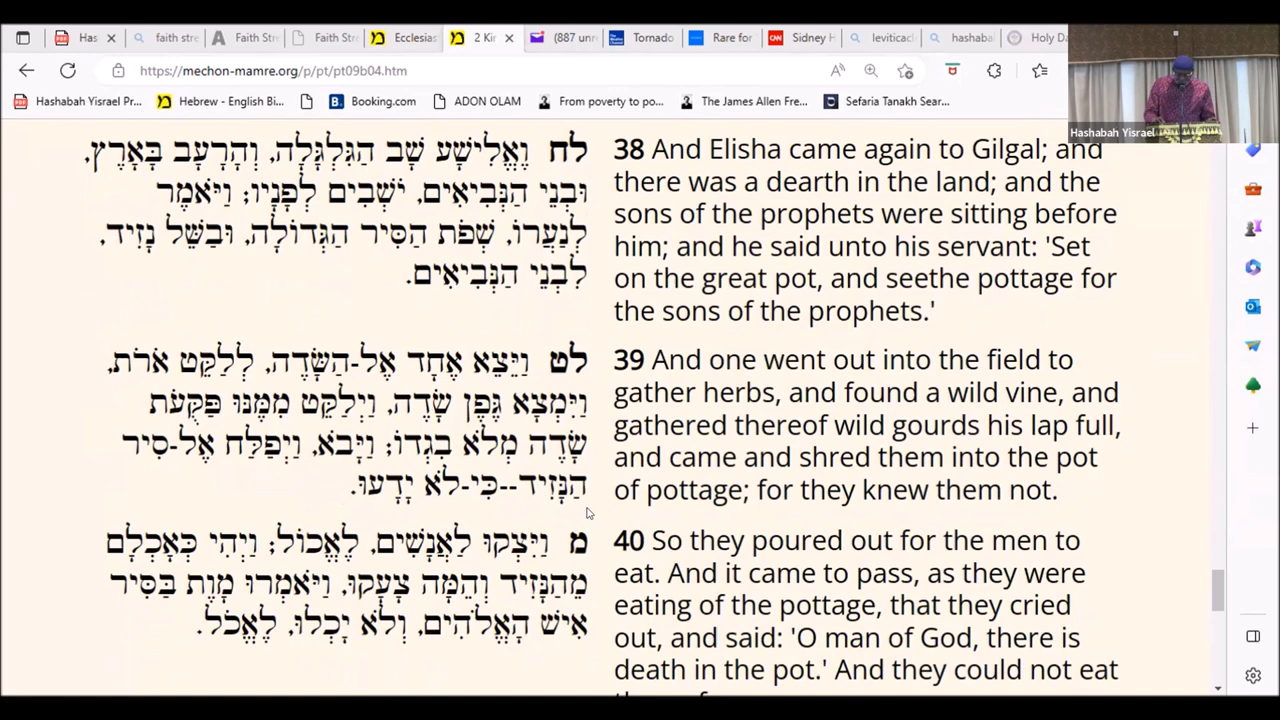 Has
faith stre
Faith Stre
Faith Stre
Ecclesias
2 Kin
(887 unre
Tornado
Rare for
Sidney H
leviticacl
hashabal
Holy Da
https://mechon-mamre.org/p/pt/pt09b04.htm
Hashabah Yisrael Pr...
Hebrew - English Bi...
Booking.com
ADON OLAM
From poverty to po...
The James Allen Fre...
Sefaria Tanakh Sear...
Hashabah Yisrael
לח וֶאֱלִישָׁע שָׁב הַגִּלְגָּלָה, וְהָרָעָב בָּאָרֶץ,
וּבְנֵי הַנְּבִיאִים, יֹשְׁבִים לְפָנָיו; וַיֹּאמֶר
לְנַעֲרוֹ, שְׁפֹת הַסִּיר הַגְּדוֹלָה, וּבַשֵּׁל נָזִיד,
לִבְנֵי הַנְּבִיאִים.
38 And Elisha came again to Gilgal; and
there was a dearth in the land; and the
sons of the prophets were sitting before
him; and he said unto his servant: 'Set
on the great pot, and seethe pottage for
the sons of the prophets.'
לט וַיֵּצֵא אֶחָד אֶל-הַשָּׂדֶה, לְלַקֵּט אֹרֹת,
וַיִּמְצָא גֶּפֶן שָׂדֶה, וַיְלַקֵּט מִמֶּנּוּ פַּקֻּעֹת
שָׂדֶה מְלֹא בִגְדוֹ; וַיָּבֹא, וַיְפַלַּח אֶל-סִיר
הַנָּזִיד--כִּי-לֹא יָדָעוּ.
39 And one went out into the field to
gather herbs, and found a wild vine, and
gathered thereof wild gourds his lap full,
and came and shred them into the pot
of pottage; for they knew them not.
מ וַיִּצְקוּ לַאֲנָשִׁים, לֶאֱכוֹל; וַיְהִי כְּאָכְלָם
מֵהַנָּזִיד וְהֵמָּה צָעָקוּ, וַיֹּאמְרוּ מָוֶת בַּסִּיר
אִישׁ הָאֱלֹהִים, וְלֹא יָכְלוּ, לֶאֱכֹל.
40 So they poured out for the men to
eat. And it came to pass, as they were
eating of the pottage, that they cried
out, and said: 'O man of God, there is
death in the pot.' And they could not eat